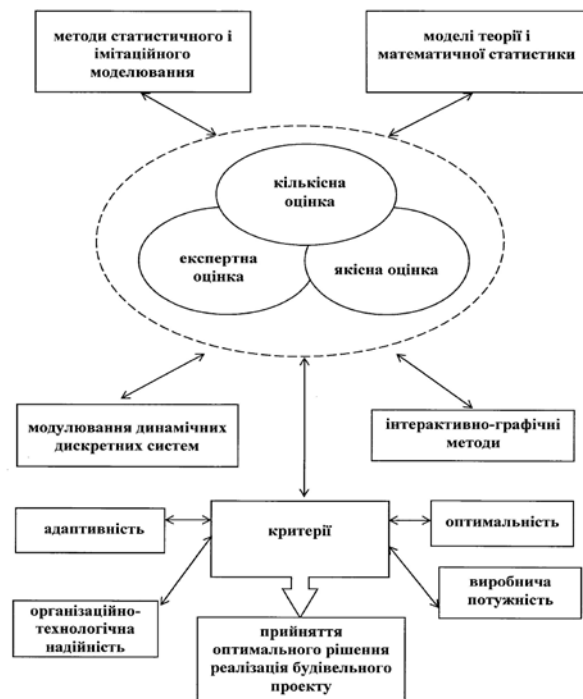 методи статистичного і
імітаційного
моделювання
моделі теорії і
математичної статистики
кількісна
оцінка
експертна
оцінка
якісна оцінка
модулювання динамічних
дискретних систем
інтерактивно-графічні
методи
адаптивність
критерії
оптимальність
організаційно-
технологічна
надійність
виробнича
потужність
прийняття
оптимального рішення
реалізація будівельного
проекту